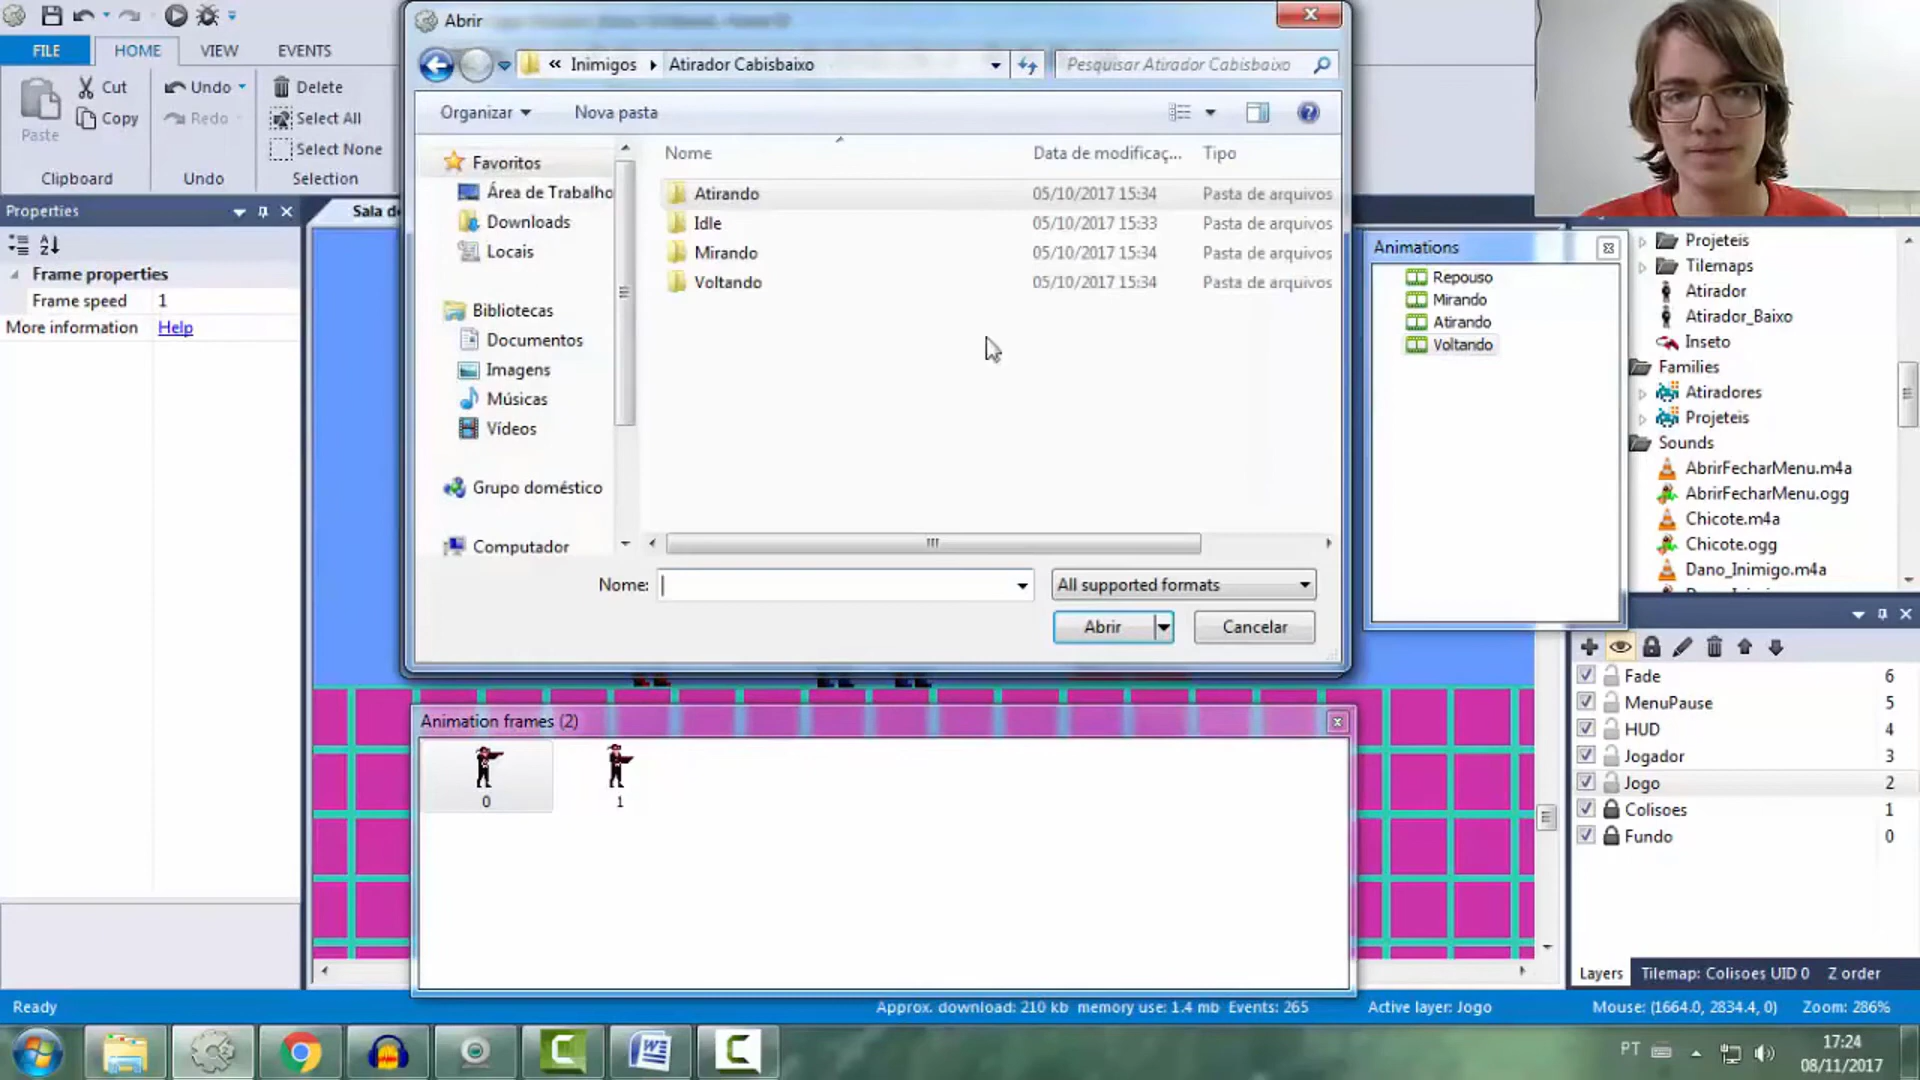 Abrir
FILE
HOME
VIEW
EVENTS
Paste
Cut
Copy
Clipboard
Undo
Redo
Undo
Delete
Select All
Select None
Selection
Properties
Frame properties
Frame speed 1
More information Help
Sala de
« Inimigos Atirador Cabisbaixo
Pesquisar Atirador Cabisbaixo
Organizar
Nova pasta
Favoritos
Área de Trabalho
Downloads
Locais
Bibliotecas
Documentos
Imagens
Músicas
Vídeos
Grupo doméstico
Computador
Nome Data de modificaç... Tipo
Atirando 05/10/2017 15:34 Pasta de arquivos
Idle 05/10/2017 15:33 Pasta de arquivos
Mirando 05/10/2017 15:34 Pasta de arquivos
Voltando 05/10/2017 15:34 Pasta de arquivos
Nome:
All supported formats
Abrir
Cancelar
Animations
Repouso
Mirando
Atirando
Voltando
Projeteis
Tilemaps
Atirador
Atirador_Baixo
Inseto
Families
Atiradores
Projeteis
Sounds
AbrirFecharMenu.m4a
AbrirFecharMenu.ogg
Chicote.m4a
Chicote.ogg
Dano_Inimigo.m4a
Animation frames (2)
0
1
Fade 6
MenuPause 5
HUD 4
Jogador 3
Jogo 2
Colisoes 1
Fundo 0
Layers
Tilemap: Colisoes UID 0
Z order
Ready
Approx. download: 210 kb memory use: 1.4 mb Events: 265
Active layer: Jogo
Mouse: (1664.0, 2834.4, 0)
Zoom: 286%
PT
17:24
08/11/2017